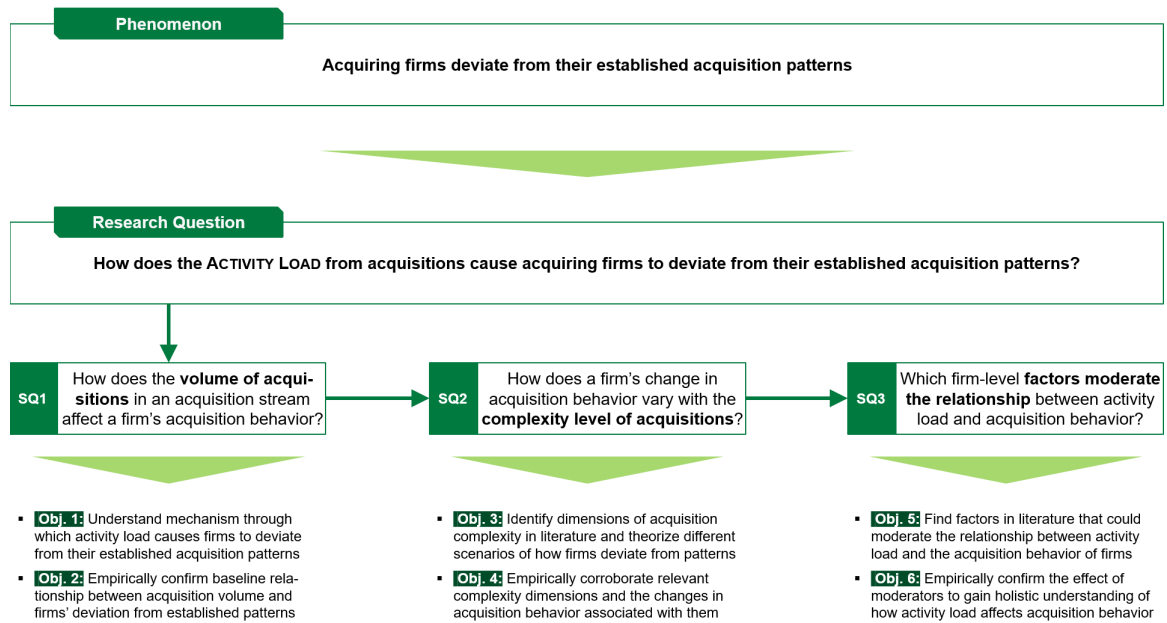 Phenomenon
Acquiring firms deviate from their established acquisition patterns
Research Question
How does the ACTIVITY LOAD from acquisitions cause acquiring firms to deviate from their established acquisition patterns?
SQ1
How does the volume of acqui-
sitions in an acquisition stream
affect a firm's acquisition behavior?
SQ2
How does a firm's change in
acquisition behavior vary with the
complexity level of acquisitions?
SQ3
Which firm-level factors moderate
the relationship between activity
load and acquisition behavior?
▪ Obj. 1: Understand mechanism through
which activity load causes firms to deviate
from their established acquisition patterns
▪ Obj. 2: Empirically confirm baseline rela-
tionship between acquisition volume and
firms' deviation from established patterns
▪ Obj. 3: Identify dimensions of acquisition
complexity in literature and theorize different
scenarios of how firms deviate from patterns
▪ Obj. 4: Empirically corroborate relevant
complexity dimensions and the changes in
acquisition behavior associated with them
▪ Obj. 5: Find factors in literature that could
moderate the relationship between activity
load and the acquisition behavior of firms
▪ Obj. 6: Empirically confirm the effect of
moderators to gain holistic understanding of
how activity load affects acquisition behavior